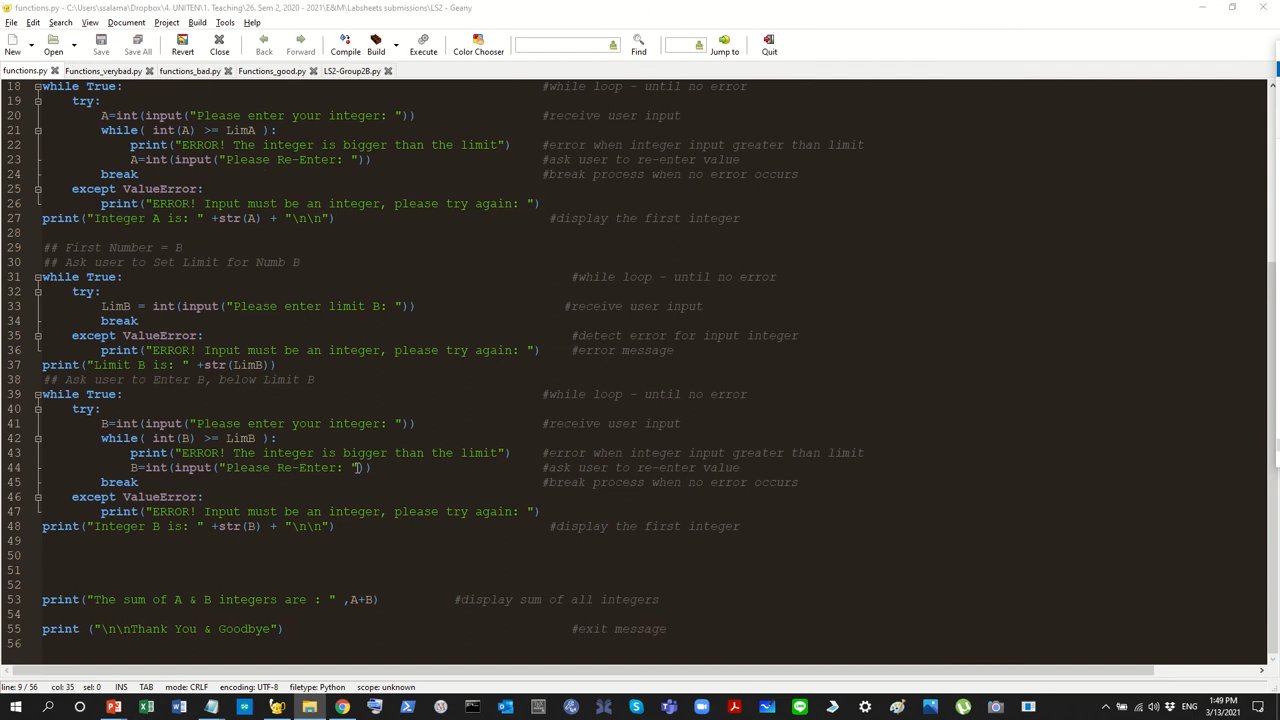 functions.py - C:\Users\ssalama\Dropbox\4. UNITEN\1. Teaching\26. Sem 2, 2020 - 2021\E&M\Labsheets submissions\LS2 - Geany
File Edit Search View Document Project Build Tools Help
New Open Save Save All Revert Close Back Forward Compile Build Execute Color Chooser Find Jump to Quit
functions.py Functions_verybad.py functions_bad.py Functions_good.py LS2-Group2B.py
18 while True: #while loop - until no error
19 try:
20 A=int(input("Please enter your integer: ")) #receive user input
21 while( int(A) >= LimA ):
22 print("ERROR! The integer is bigger than the limit") #error when integer input greater than limit
23 A=int(input("Please Re-Enter: ")) #ask user to re-enter value
24 break #break process when no error occurs
25 except ValueError:
26 print("ERROR! Input must be an integer, please try again: ")
27 print("Integer A is: " +str(A) + "\n\n") #display the first integer
28
29 ## First Number = B
30 ## Ask user to Set Limit for Numb B
31 while True: #while loop - until no error
32 try:
33 LimB = int(input("Please enter limit B: ")) #receive user input
34 break
35 except ValueError: #detect error for input integer
36 print("ERROR! Input must be an integer, please try again: ") #error message
37 print("Limit B is: " +str(LimB))
38 ## Ask user to Enter B, below Limit B
39 while True: #while loop - until no error
40 try:
41 B=int(input("Please enter your integer: ")) #receive user input
42 while( int(B) >= LimB ):
43 print("ERROR! The integer is bigger than the limit") #error when integer input greater than limit
44 B=int(input("Please Re-Enter: ")) #ask user to re-enter value
45 break #break process when no error occurs
46 except ValueError:
47 print("ERROR! Input must be an integer, please try again: ")
48 print("Integer B is: " +str(B) + "\n\n") #display the first integer
49
50
51
52
53 print("The sum of A & B integers are : " ,A+B) #display sum of all integers
54
55 print ("\n\nThank You & Goodbye") #exit message
56
line: 9 / 56 col: 35 sel: 0 INS TAB mode: CRLF encoding: UTF-8 filetype: Python scope: unknown
1:49 PM
ENG
3/13/2021